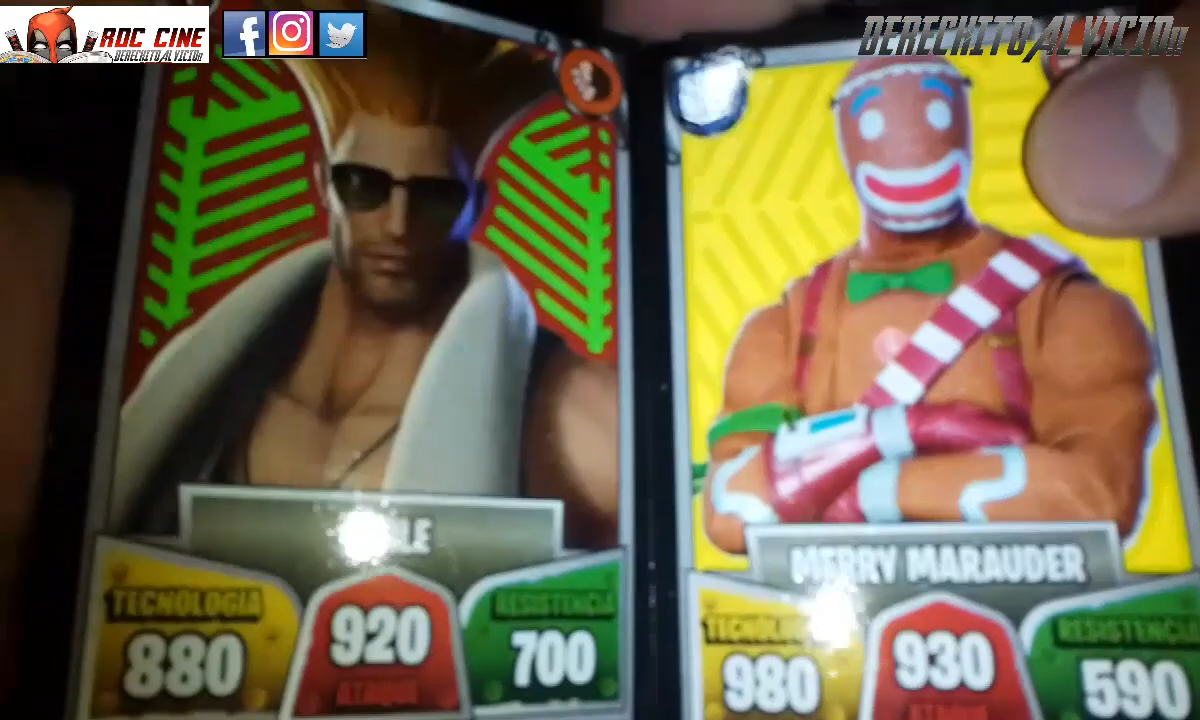 RDC CINE
DERECHITO AL VICIO!!
DERECHITO AL VICIO!!
MERRY MARAUDER
TECNOLOGIA
880
920
ATAQUE
RESISTENCIA
700
980
930
ATAQUE
RESISTENCIA
590